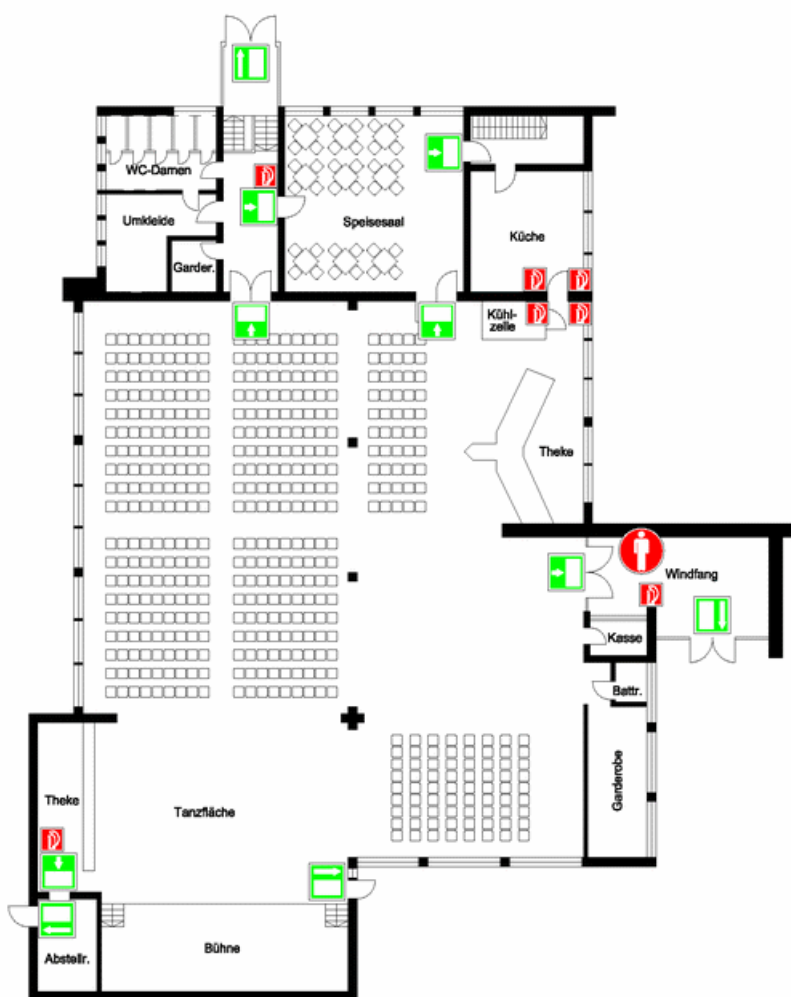 WC-Damen
Umkleide
Garder.
Speisesaal
Küche
Kühl-
zelle
Theke
Windfang
Kasse
Battr.
Garderobe
Theke
Tanzfläche
Bühne
Abstellr.